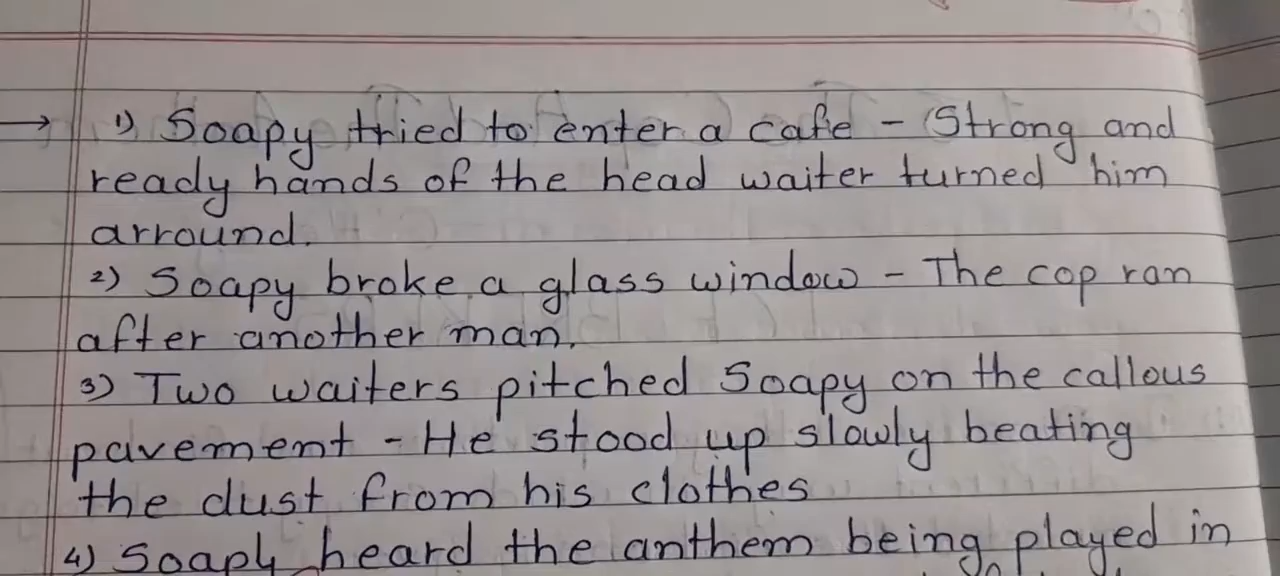 → 1) Soapy tried to enter a cafe - Strong and
ready hands of the head waiter turned him
arround.
2) Soapy broke a glass window - The cop ran
after another man.
3) Two waiters pitched Soapy on the callous
pavement - He stood up slowly beating
the dust from his clothes
4) Soapy heard the anthem being played in